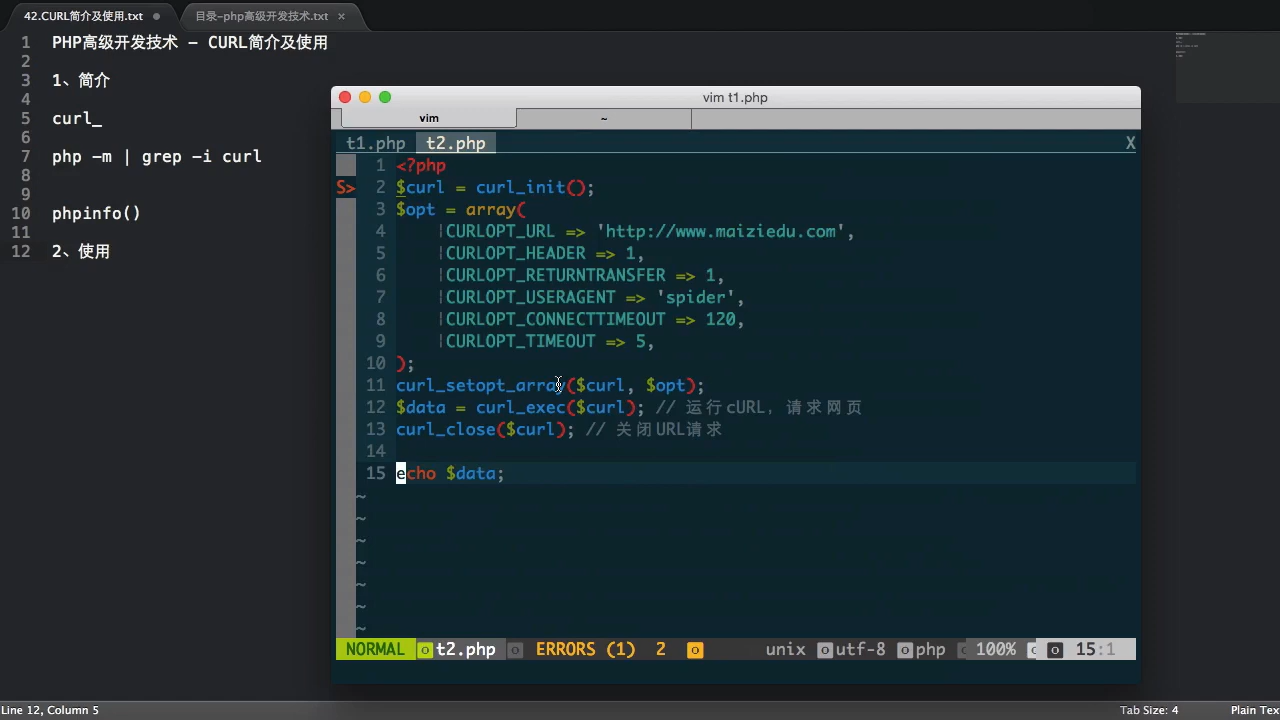 42.CURL简介及使用.txt
目录-php高级开发技术.txt ×
1 PHP高级开发技术 - CURL简介及使用
2
3 1、简介
4
5 curl_
6
7 php -m | grep -i curl
8
9
10 phpinfo()
11
12 2、使用
vim t1.php
vim
~
t1.php t2.php X
1 <?php
S> 2 $curl = curl_init();
3 $opt = array(
4 |CURLOPT_URL => 'http://www.maiziedu.com',
5 |CURLOPT_HEADER => 1,
6 |CURLOPT_RETURNTRANSFER => 1,
7 |CURLOPT_USERAGENT => 'spider',
8 |CURLOPT_CONNECTTIMEOUT => 120,
9 |CURLOPT_TIMEOUT => 5,
10 );
11 curl_setopt_array($curl, $opt);
12 $data = curl_exec($curl); // 运行cURL, 请求网页
13 curl_close($curl); // 关闭URL请求
14
15 echo $data;
~
~
~
~
~
~
~
NORMAL t2.php ERRORS (1) 2 unix utf-8 php 100% 15:1
Line 12, Column 5
Tab Size: 4
Plain Tex